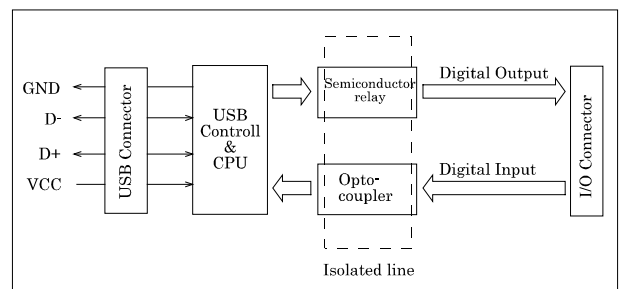 GND
D-
D+
VCC
USB Connector
USB
Controll
&
CPU
Semiconductor
relay
Opto-
coupler
Digital Output
Digital Input
I/O Connector
Isolated line